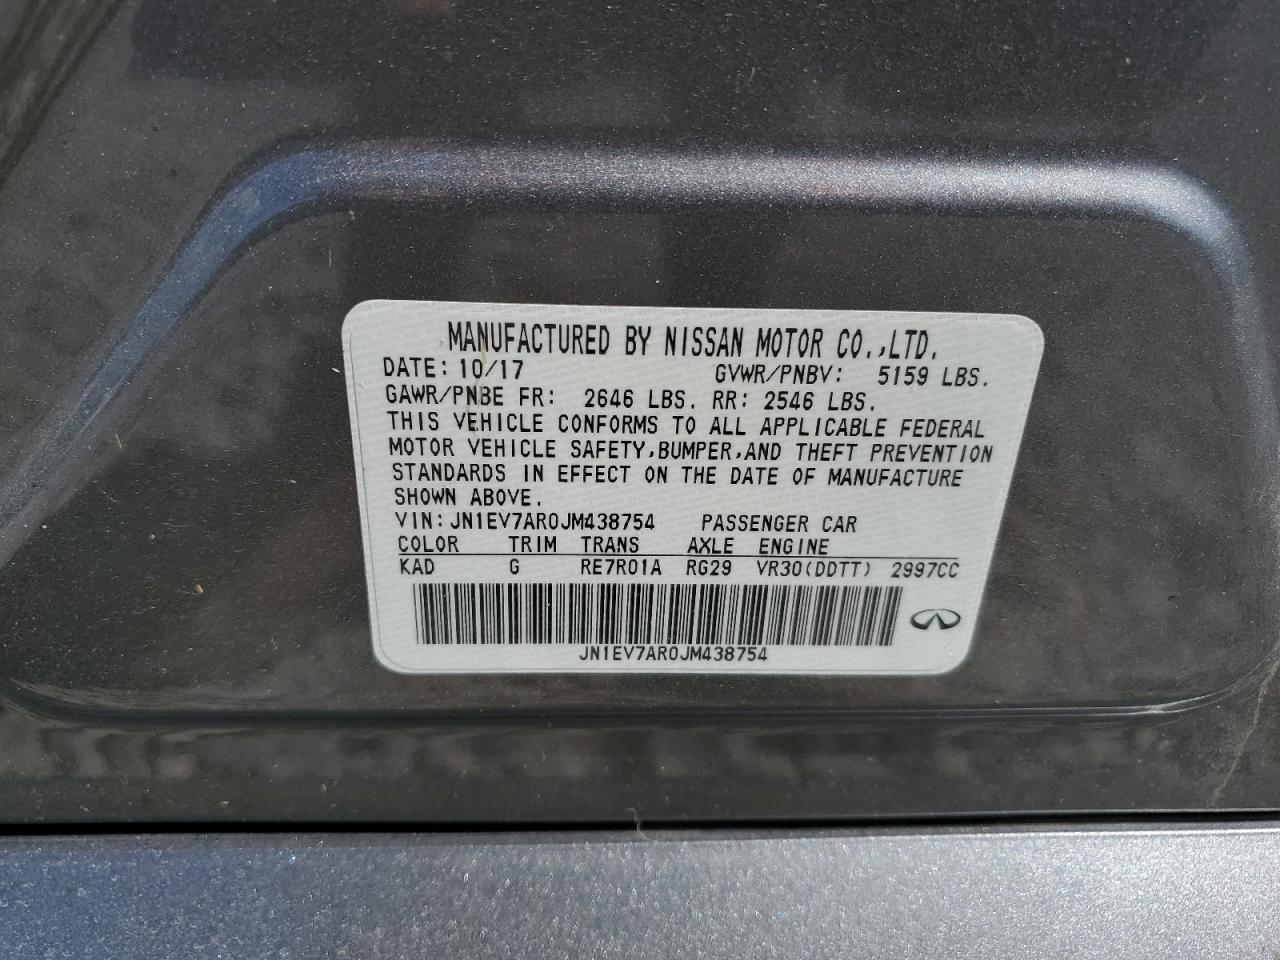 MANUFACTURED BY NISSAN MOTOR CO.,LTD.
DATE: 10/17 GVWR/PNBV: 5159 LBS.
GAWR/PNBE FR: 2646 LBS. RR: 2546 LBS.
THIS VEHICLE CONFORMS TO ALL APPLICABLE FEDERAL
MOTOR VEHICLE SAFETY,BUMPER,AND THEFT PREVENTION
STANDARDS IN EFFECT ON THE DATE OF MANUFACTURE
SHOWN ABOVE.
VIN: JN1EV7AR0JM438754 PASSENGER CAR
COLOR TRIM TRANS AXLE ENGINE
KAD G RE7R01A RG29 VR30(DDTT) 2997CC
JN1EV7AR0JM438754